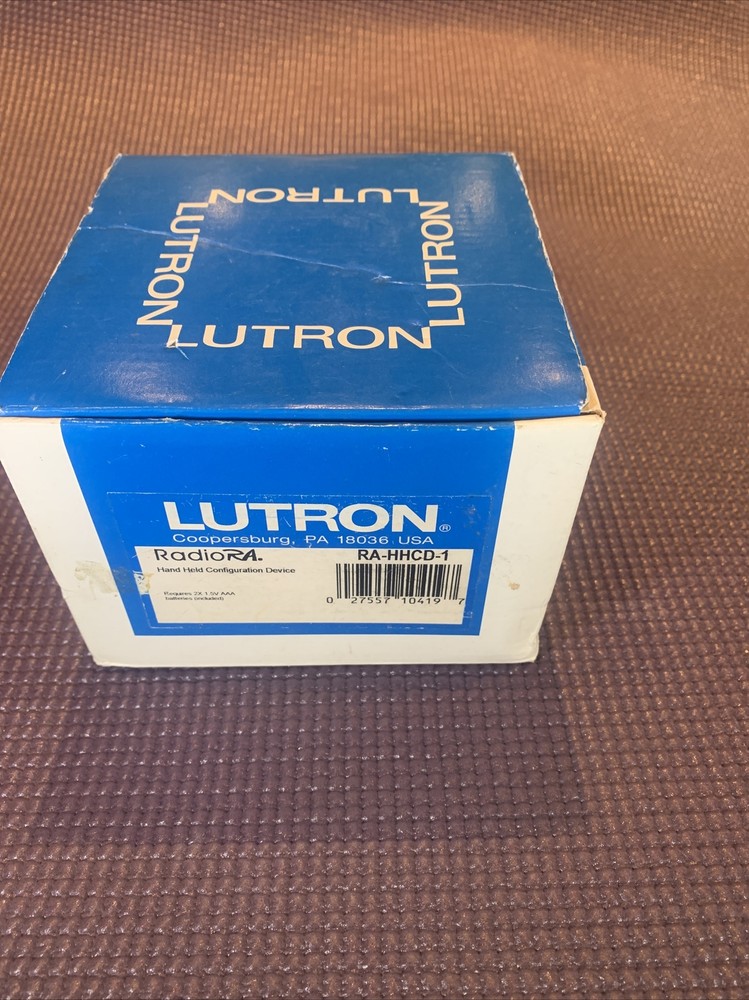 LUTRON
LUTRON
LUTRON
LUTRON
LUTRON®
Coopersburg, PA 18036 USA
RadioRA. RA-HHCD-1
Hand Held Configuration Device
Requires 2X 1.5V AAA
batteries (included)
0 27557 10419 7